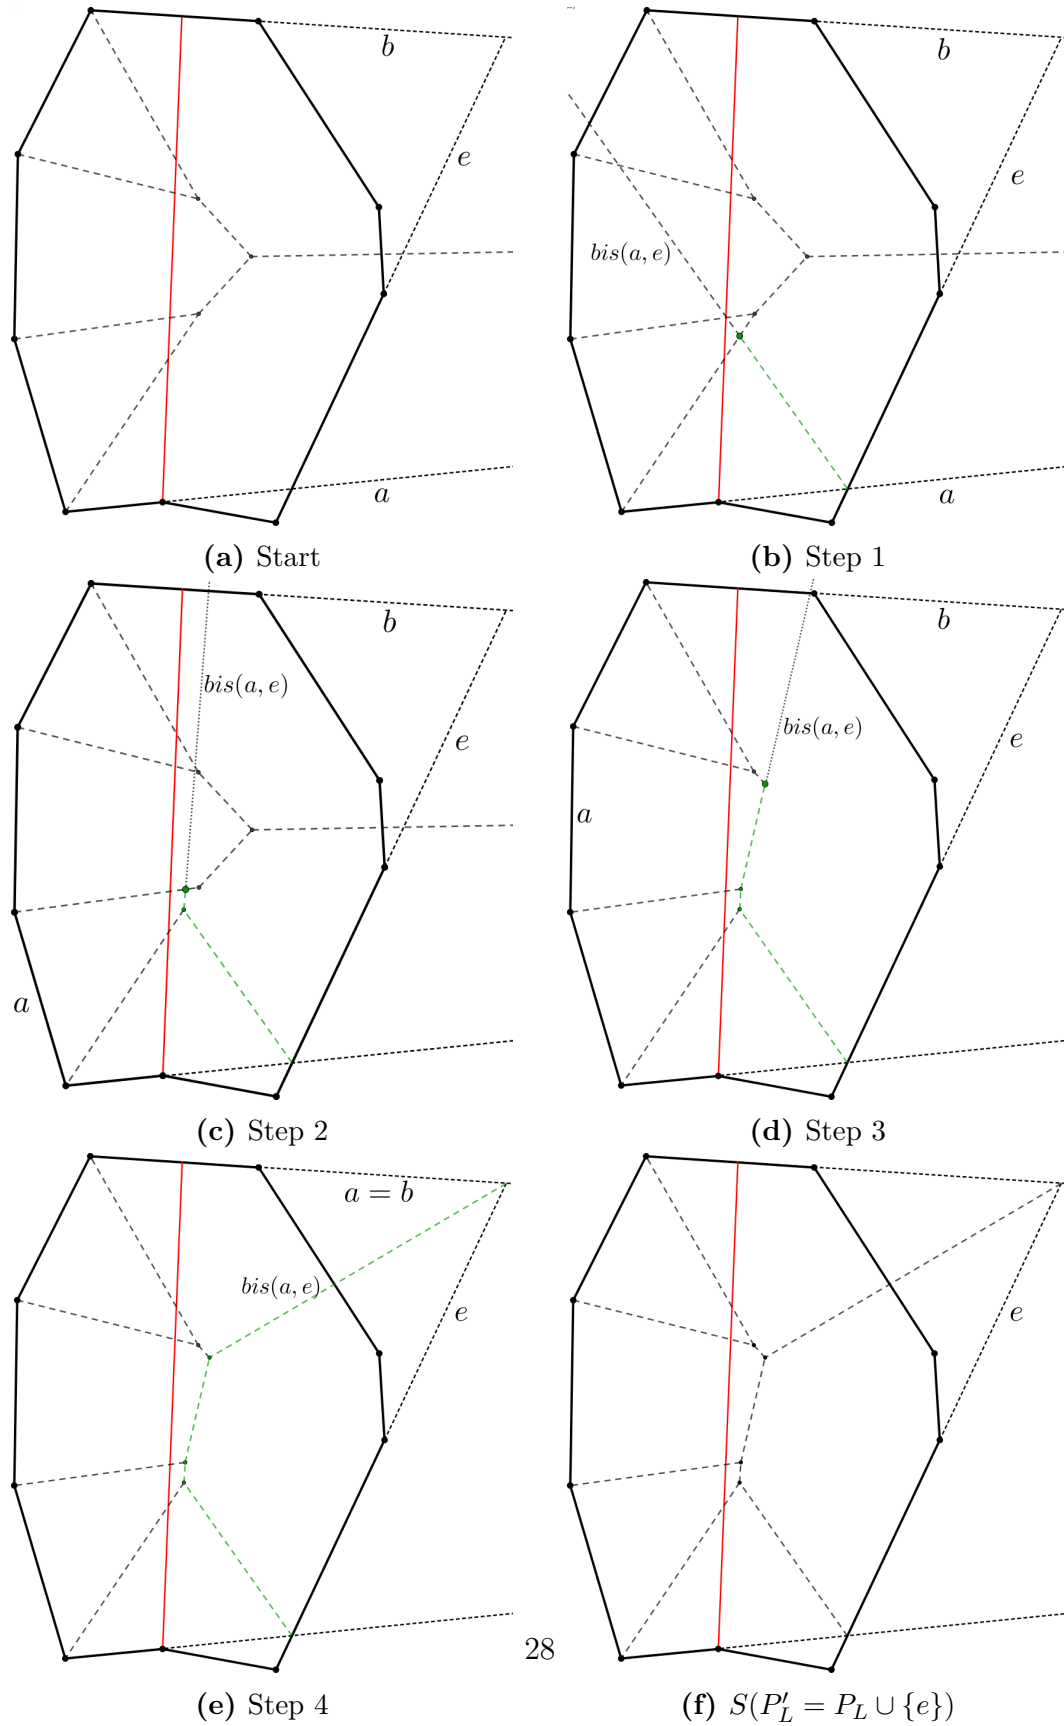 b
b
e
e
bis(a, e)
a
a
(a) Start
(b) Step 1
b
b
bis(a, e)
bis(a, e)
e
e
a
a
(c) Step 2
(d) Step 3
a = b
bis(a, e)
e
e
28
(e) Step 4
(f) S(P′_L = P_L ∪ {e})